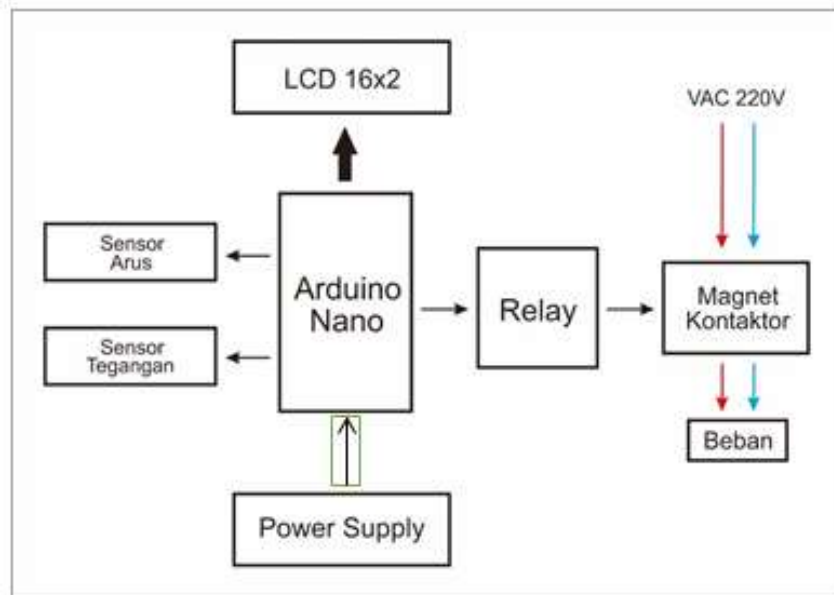 LCD 16x2
VAC 220V
Sensor
Arus
Arduino
Nano
Relay
Magnet
Kontaktor
Sensor
Tegangan
Beban
Power Supply